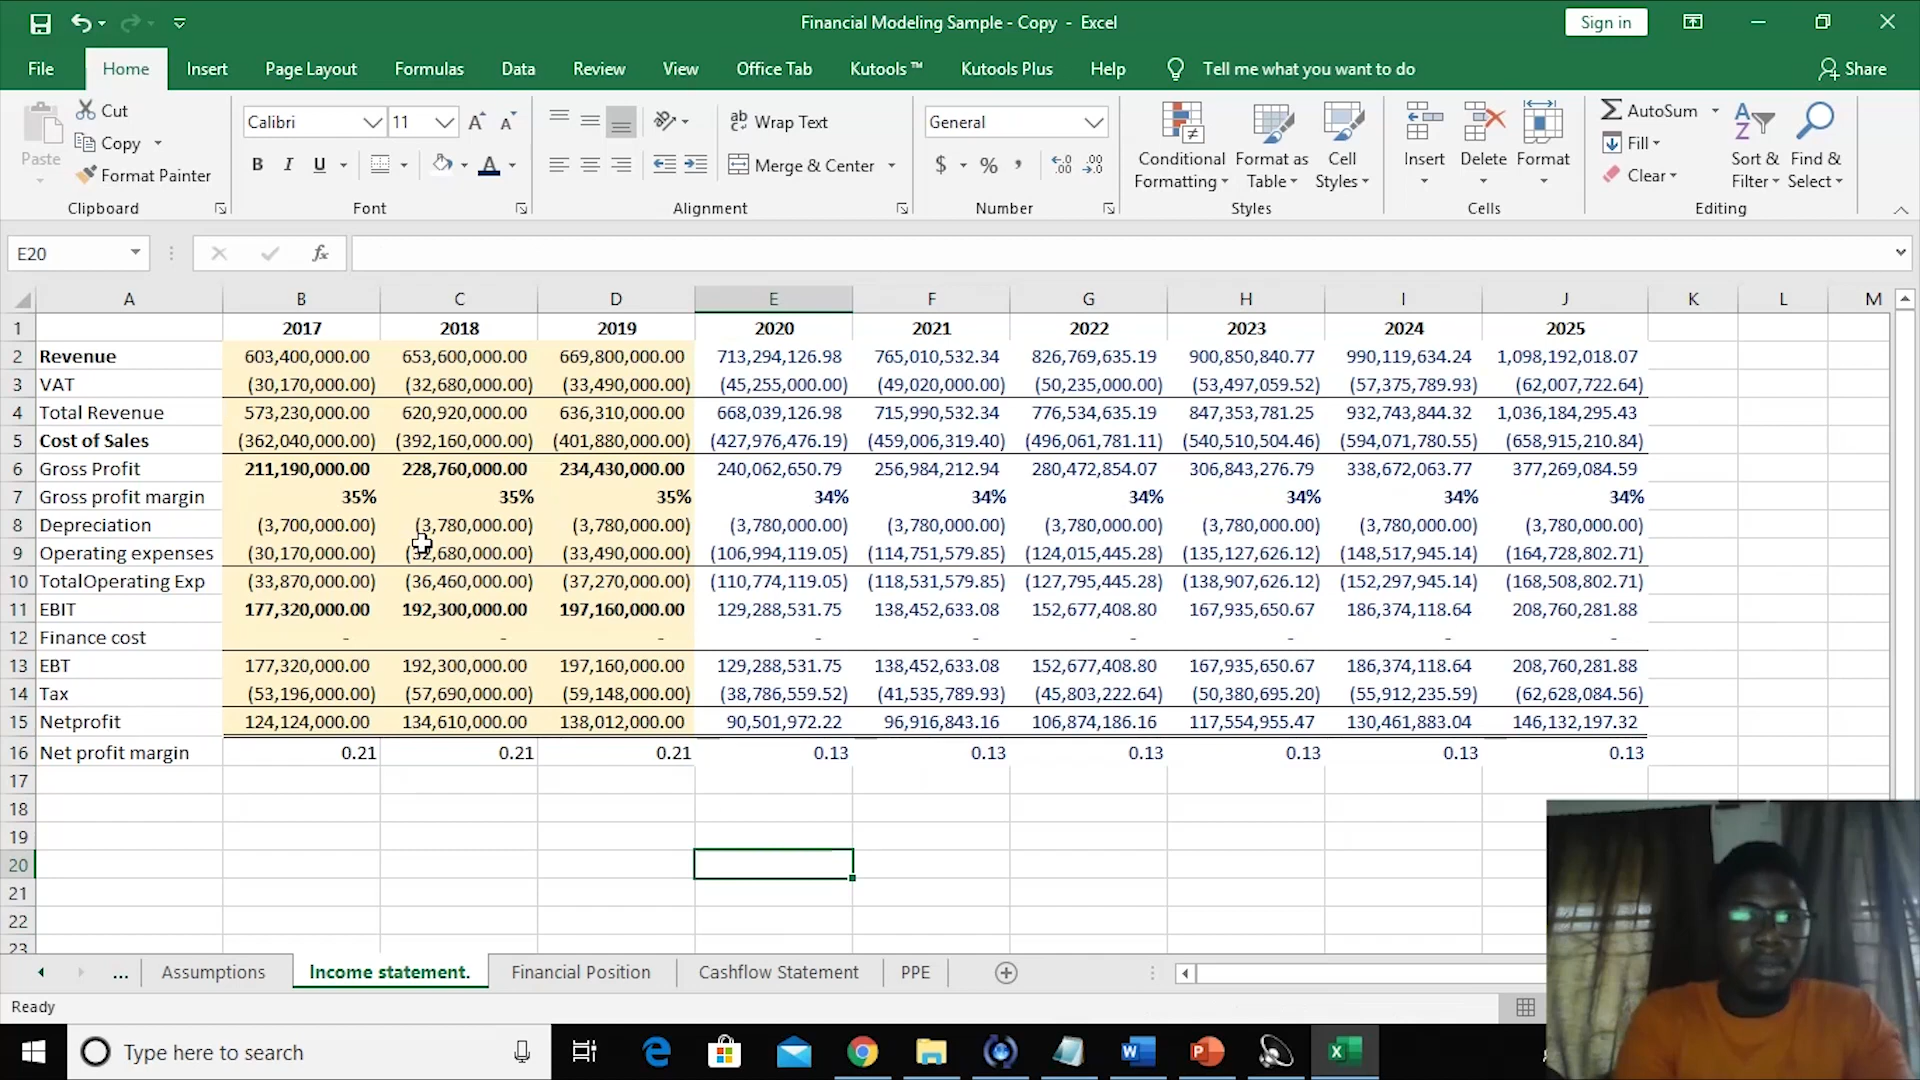 Financial Modeling Sample - Copy - Excel
Sign in
File Home Insert Page Layout Formulas Data Review View Office Tab Kutools ™ Kutools Plus Help Tell me what you want to do Share
Paste
Cut
Copy
Format Painter
Clipboard
Calibri 11
B I U A
Font
Wrap Text
Merge & Center
Alignment
General
$ % ,
Number
Conditional Formatting
Format as Table
Cell Styles
Styles
Insert Delete Format
Cells
AutoSum
Fill
Clear
Sort & Filter
Find & Select
Editing
E20 fx
A B C D E F G H I J K L M
1 2017 2018 2019 2020 2021 2022 2023 2024 2025
2 Revenue 603,400,000.00 653,600,000.00 669,800,000.00 713,294,126.98 765,010,532.34 826,769,635.19 900,850,840.77 990,119,634.24 1,098,192,018.07
3 VAT (30,170,000.00) (32,680,000.00) (33,490,000.00) (45,255,000.00) (49,020,000.00) (50,235,000.00) (53,497,059.52) (57,375,789.93) (62,007,722.64)
4 Total Revenue 573,230,000.00 620,920,000.00 636,310,000.00 668,039,126.98 715,990,532.34 776,534,635.19 847,353,781.25 932,743,844.32 1,036,184,295.43
5 Cost of Sales (362,040,000.00) (392,160,000.00) (401,880,000.00) (427,976,476.19) (459,006,319.40) (496,061,781.11) (540,510,504.46) (594,071,780.55) (658,915,210.84)
6 Gross Profit 211,190,000.00 228,760,000.00 234,430,000.00 240,062,650.79 256,984,212.94 280,472,854.07 306,843,276.79 338,672,063.77 377,269,084.59
7 Gross profit margin 35% 35% 35% 34% 34% 34% 34% 34% 34%
8 Depreciation (3,700,000.00) (3,780,000.00) (3,780,000.00) (3,780,000.00) (3,780,000.00) (3,780,000.00) (3,780,000.00) (3,780,000.00) (3,780,000.00)
9 Operating expenses (30,170,000.00) (32,680,000.00) (33,490,000.00) (106,994,119.05) (114,751,579.85) (124,015,445.28) (135,127,626.12) (148,517,945.14) (164,728,802.71)
10 TotalOperating Exp (33,870,000.00) (36,460,000.00) (37,270,000.00) (110,774,119.05) (118,531,579.85) (127,795,445.28) (138,907,626.12) (152,297,945.14) (168,508,802.71)
11 EBIT 177,320,000.00 192,300,000.00 197,160,000.00 129,288,531.75 138,452,633.08 152,677,408.80 167,935,650.67 186,374,118.64 208,760,281.88
12 Finance cost - - - - - - - - -
13 EBT 177,320,000.00 192,300,000.00 197,160,000.00 129,288,531.75 138,452,633.08 152,677,408.80 167,935,650.67 186,374,118.64 208,760,281.88
14 Tax (53,196,000.00) (57,690,000.00) (59,148,000.00) (38,786,559.52) (41,535,789.93) (45,803,222.64) (50,380,695.20) (55,912,235.59) (62,628,084.56)
15 Netprofit 124,124,000.00 134,610,000.00 138,012,000.00 90,501,972.22 96,916,843.16 106,874,186.16 117,554,955.47 130,461,883.04 146,132,197.32
16 Net profit margin 0.21 0.21 0.21 0.13 0.13 0.13 0.13 0.13 0.13
17
18
19
20
21
22
23
... Assumptions Income statement. Financial Position Cashflow Statement PPE
Ready
Type here to search